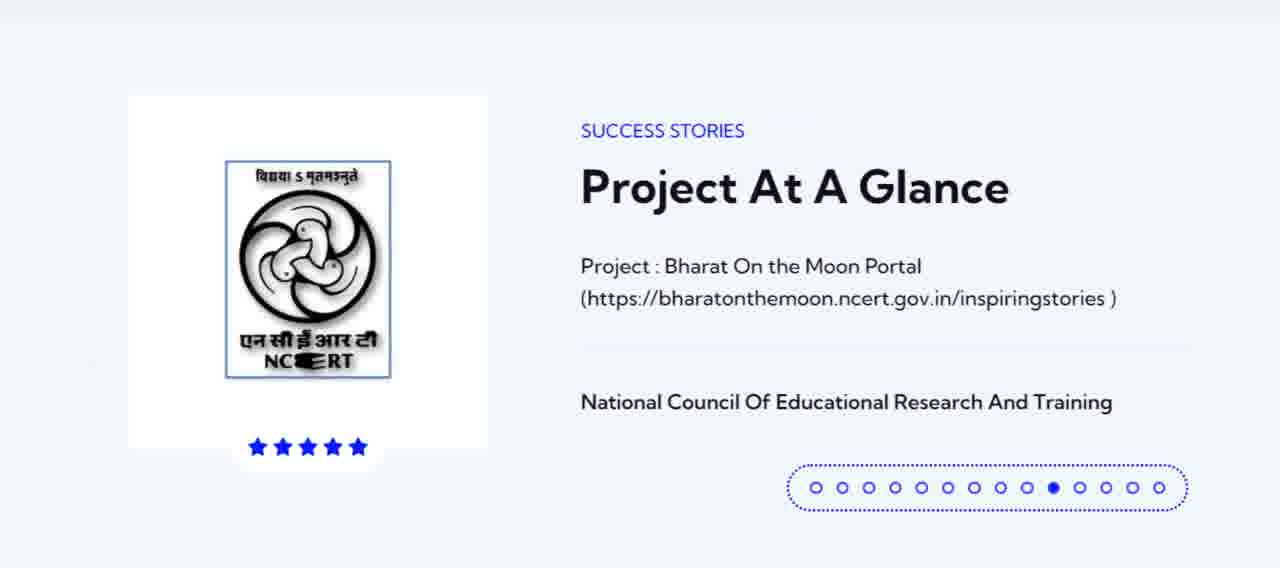 विद्यया ऽ मृतमश्नुते
एन सी ई आर टी
NCERT
SUCCESS STORIES
Project At A Glance
Project : Bharat On the Moon Portal
(https://bharatonthemoon.ncert.gov.in/inspiringstories )
National Council Of Educational Research And Training